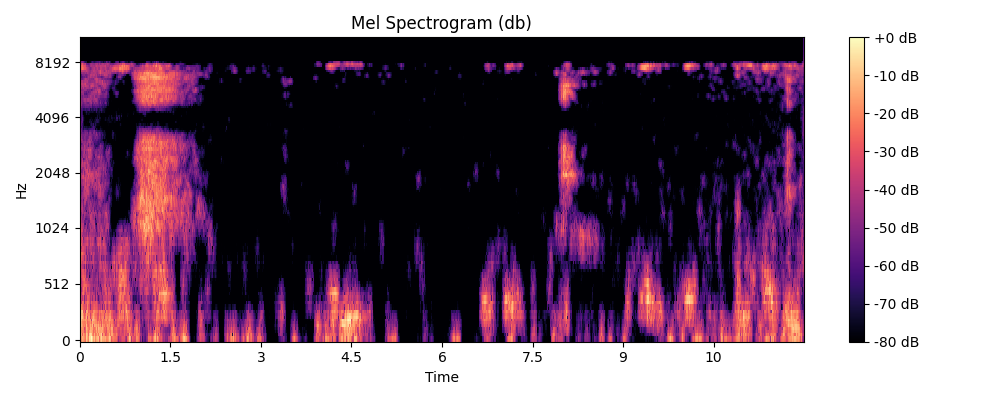 Mel Spectrogram (db)
8192
4096
2048
1024
512
0
Hz
0 1.5 3 4.5 6 7.5 9 10
Time
+0 dB
-10 dB
-20 dB
-30 dB
-40 dB
-50 dB
-60 dB
-70 dB
-80 dB